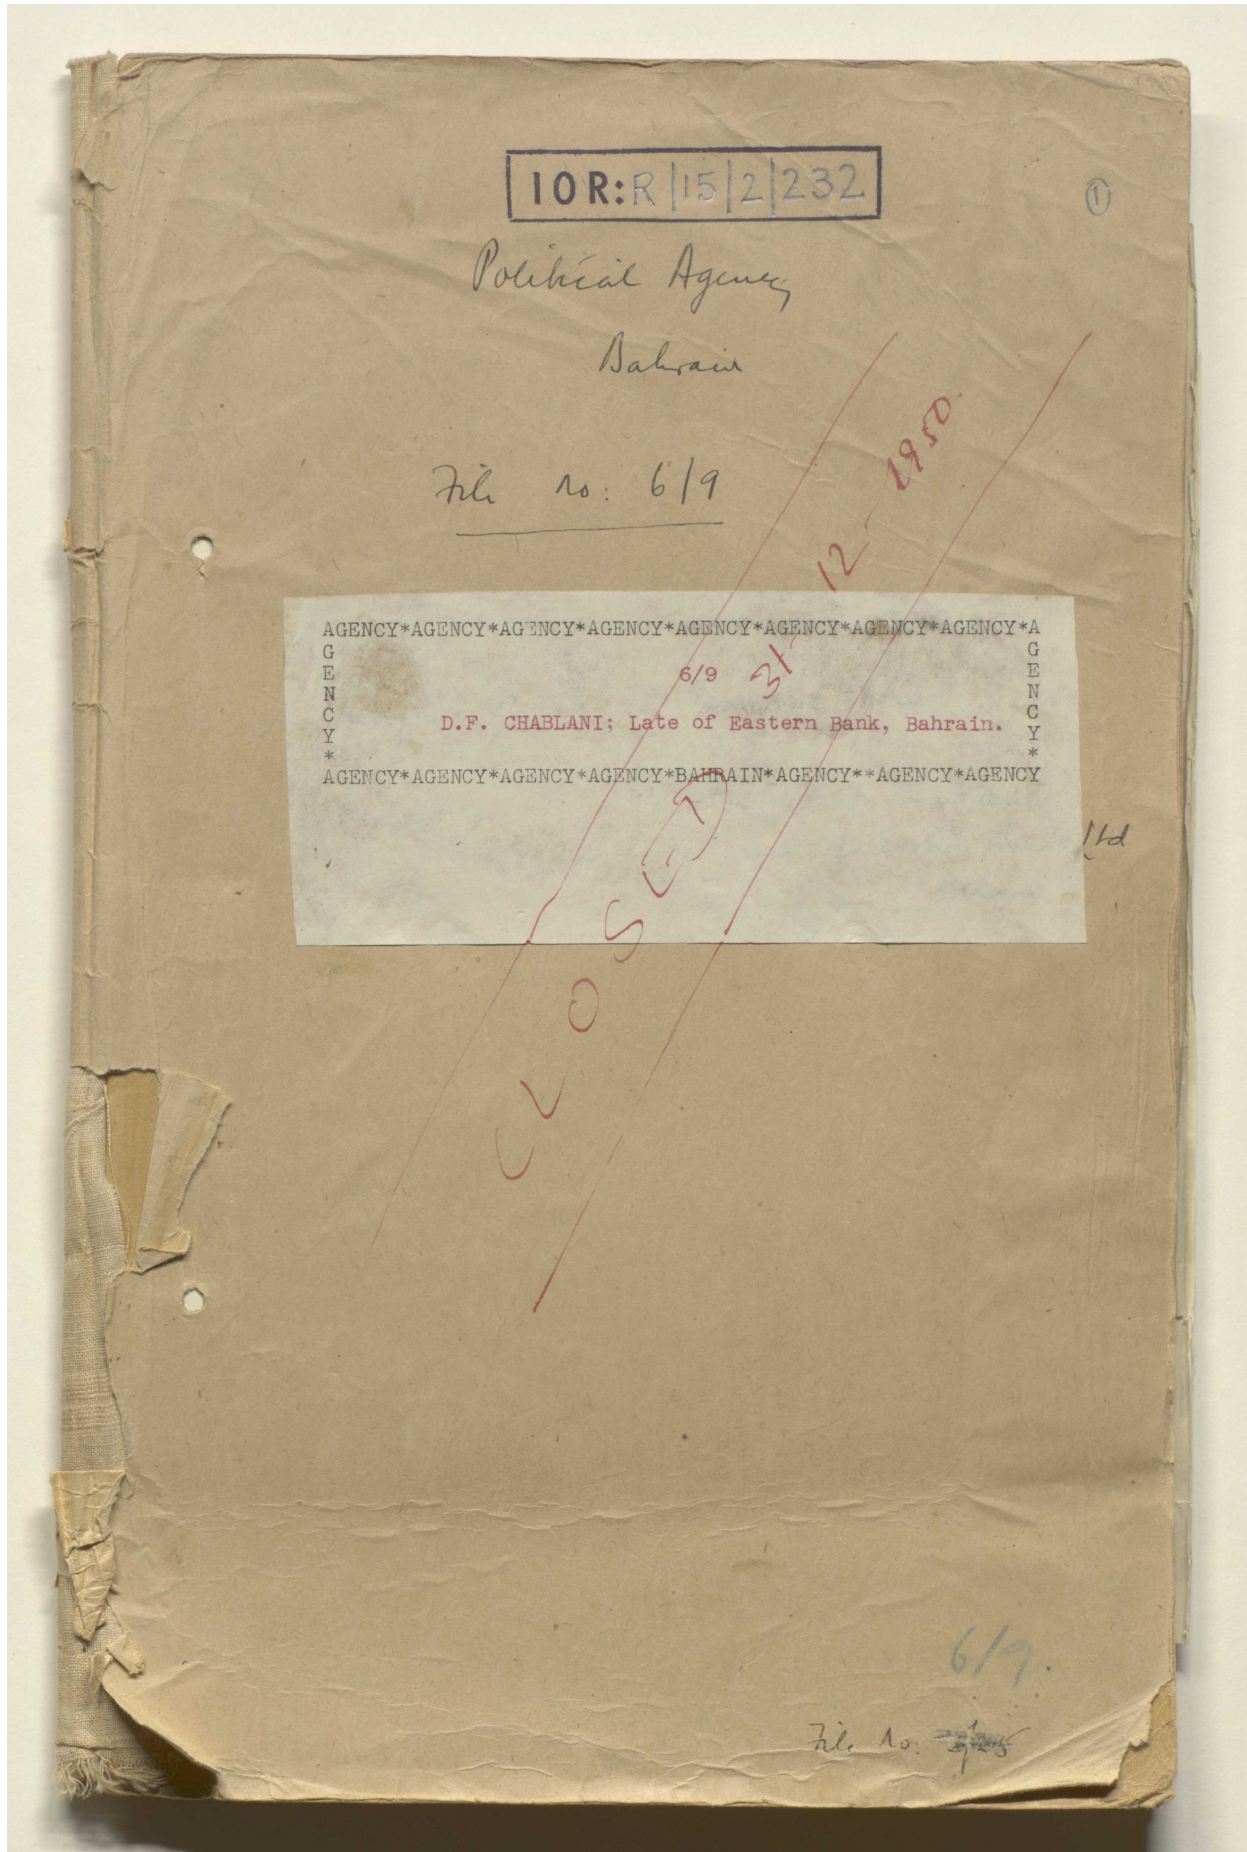 IOR:R/15/2/232
1
Political Agency
Bahrain
File No: 6/9
AGENCY*AGENCY*AGENCY*AGENCY*AGENCY*AGENCY*AGENCY*AGENCY*A
GENCY*
GENCY*
6/9
D.F. CHABLANI; Late of Eastern Bank, Bahrain.
AGENCY*AGENCY*AGENCY*AGENCY*BAHRAIN*AGENCY**AGENCY*AGENCY
CLOSED
31-12-1950.
Ltd
6/9.
File No: